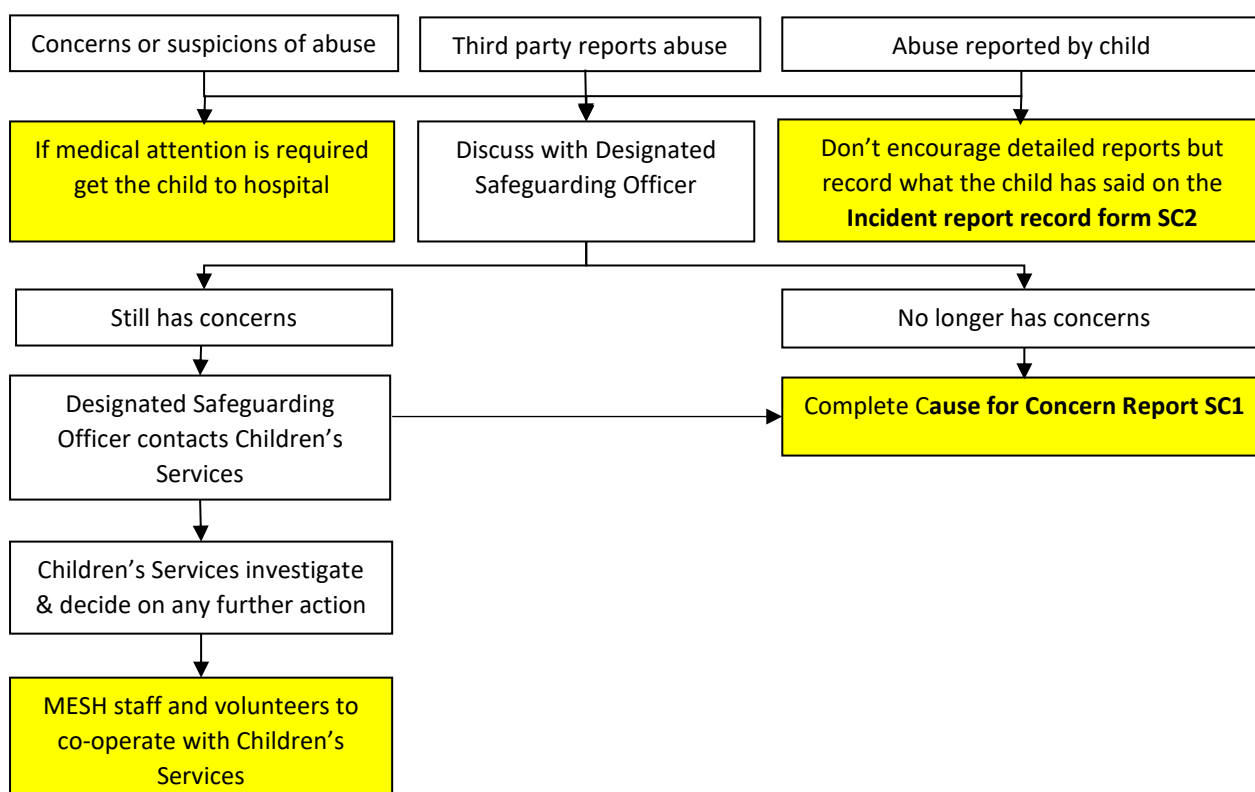 Concerns or suspicions of abuse
Third party reports abuse
Abuse reported by child
If medical attention is required
get the child to hospital
Discuss with Designated
Safeguarding Officer
Don’t encourage detailed reports but
record what the child has said on the
Incident report record form SC2
Still has concerns
No longer has concerns
Designated Safeguarding
Officer contacts Children’s
Services
Complete Cause for Concern Report SC1
Children’s Services investigate
& decide on any further action
MESH staff and volunteers to
co-operate with Children’s
Services